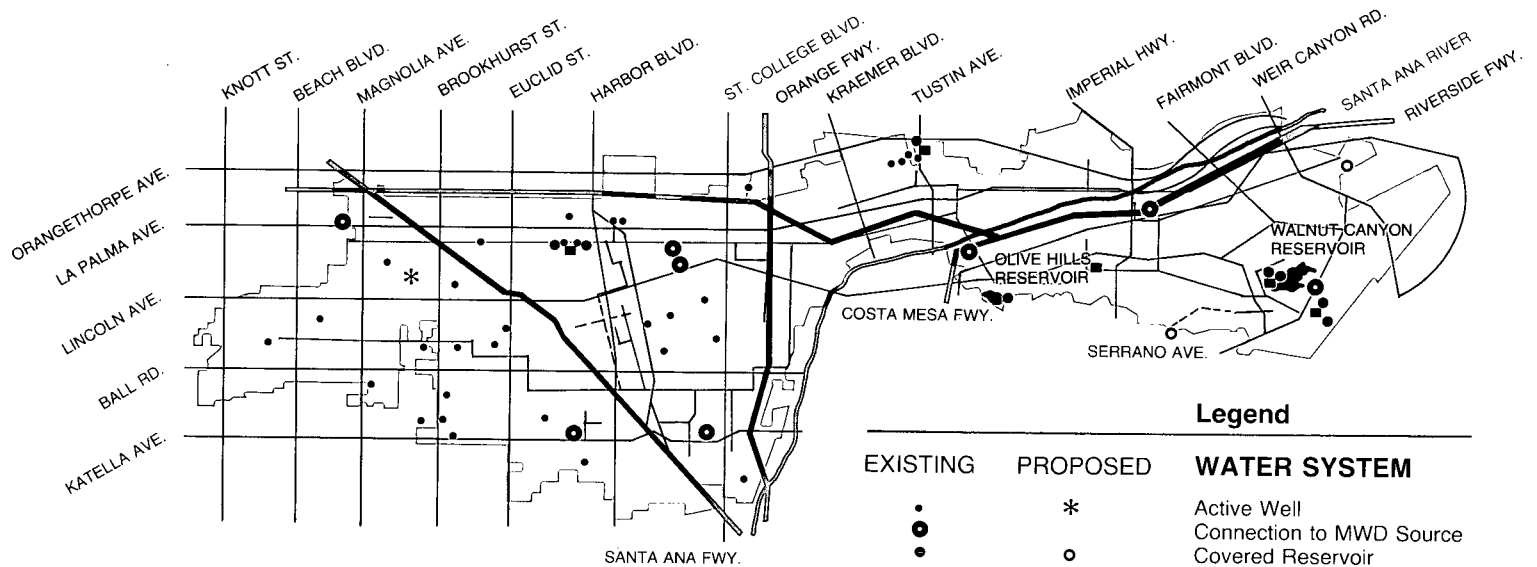 KNOTT ST.
BEACH BLVD.
MAGNOLIA AVE.
BROOKHURST ST.
EUCLID ST.
HARBOR BLVD.
ST. COLLEGE BLVD.
ORANGE FWY.
KRAEMER BLVD.
TUSTIN AVE.
IMPERIAL HWY.
FAIRMONT BLVD.
WEIR CANYON RD.
SANTA ANA RIVER
RIVERSIDE FWY.
ORANGETHORPE AVE.
LA PALMA AVE.
LINCOLN AVE.
BALL RD.
KATELLA AVE.
WALNUT CANYON
RESERVOIR
OLIVE HILLS
RESERVOIR
COSTA MESA FWY.
SERRANO AVE.
SANTA ANA FWY.
Legend
EXISTING PROPOSED WATER SYSTEM
* Active Well
Connection to MWD Source
Covered Reservoir